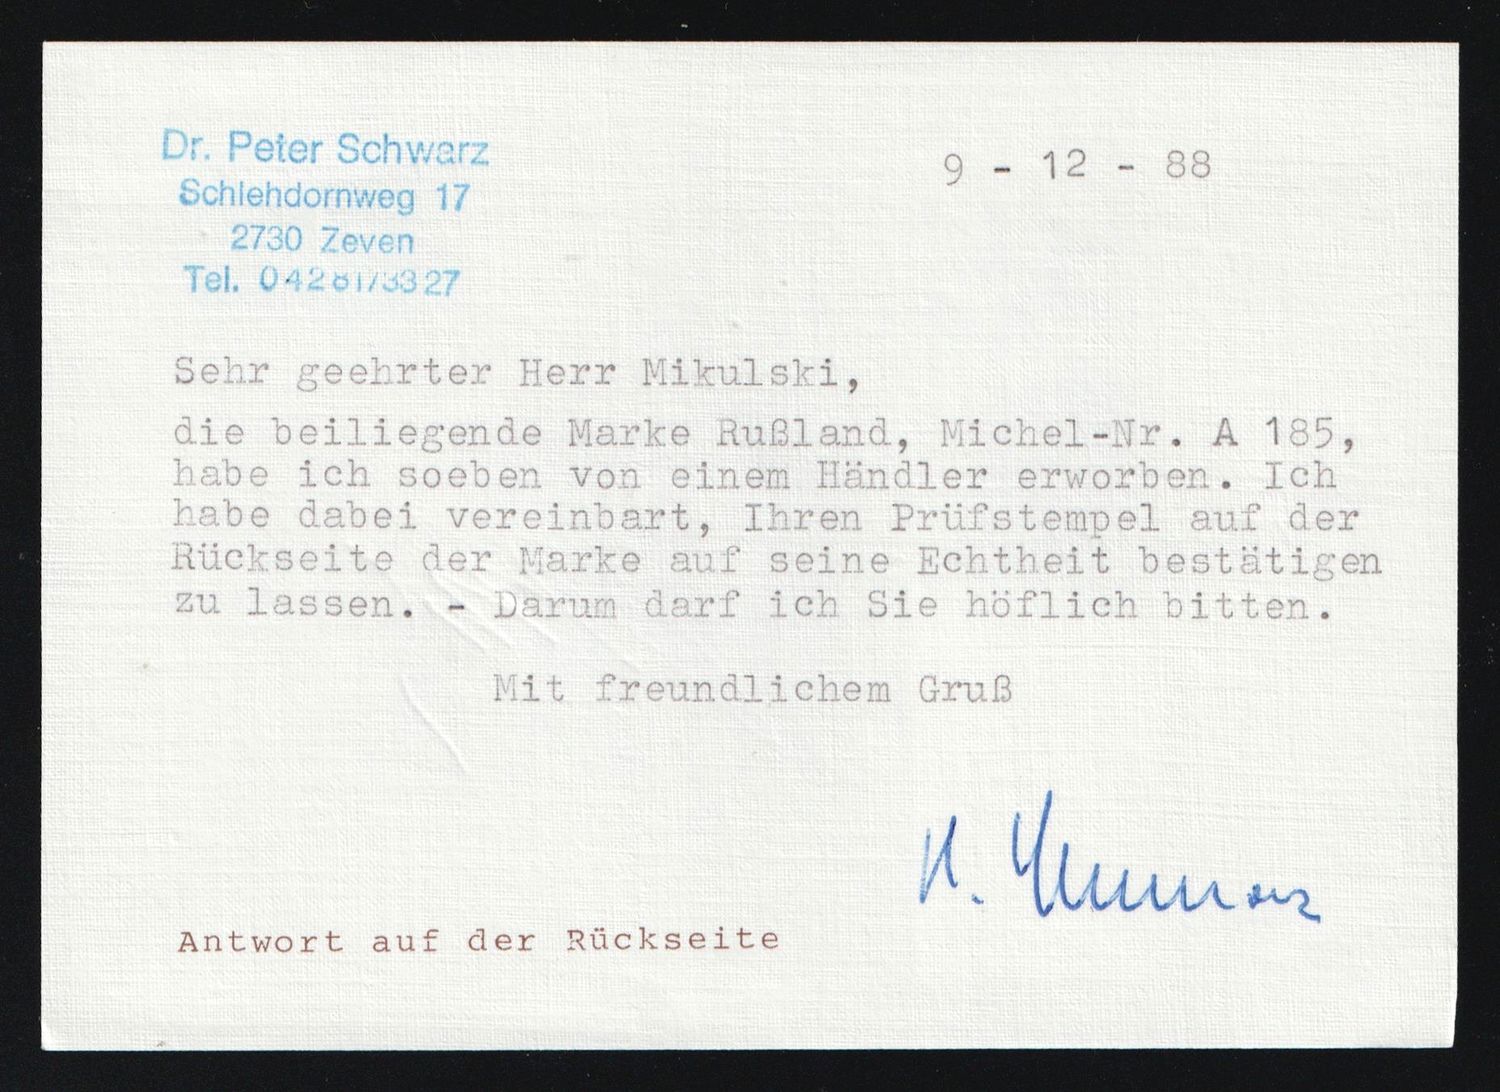 Dr. Peter Schwarz
Schlehdornweg 17
2730 Zeven
Tel. 04281/3327
9 - 12 - 88
Sehr geehrter Herr Mikulski,
die beiliegende Marke Rußland, Michel-Nr. A 185,
habe ich soeben von einem Händler erworben. Ich
habe dabei vereinbart, Ihren Prüfstempel auf der
Rückseite der Marke auf seine Echtheit bestätigen
zu lassen. - Darum darf ich Sie höflich bitten.
Mit freundlichem Gruß
Antwort auf der Rückseite